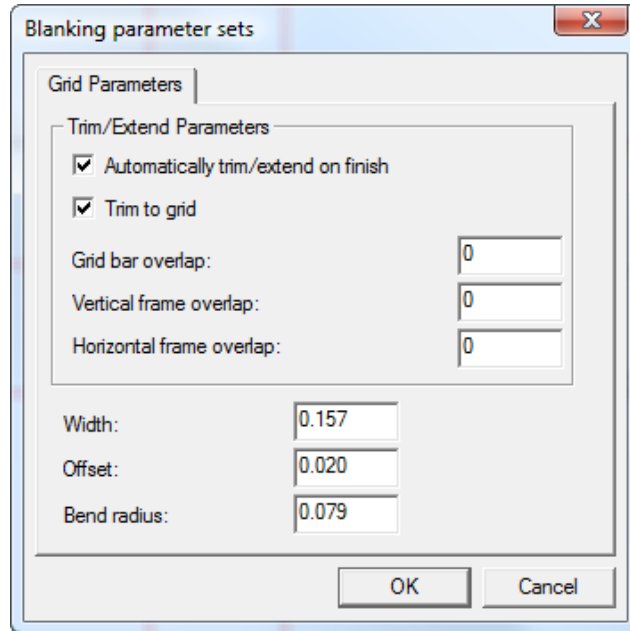 Blanking parameter sets
Grid Parameters
Trim/Extend Parameters
Automatically trim/extend on finish
Trim to grid
Grid bar overlap: 0
Vertical frame overlap: 0
Horizontal frame overlap: 0
Width: 0.157
Offset: 0.020
Bend radius: 0.079
OK Cancel